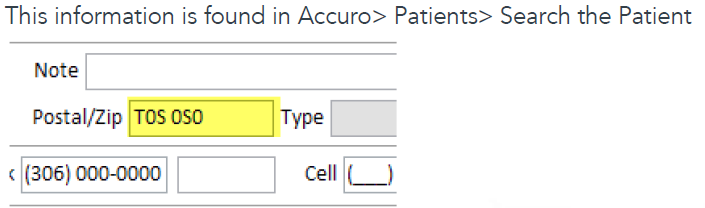 This information is found in Accuro> Patients> Search the Patient
Note
Postal/Zip T0S 0S0 Type
(306) 000-0000 Cell (___)